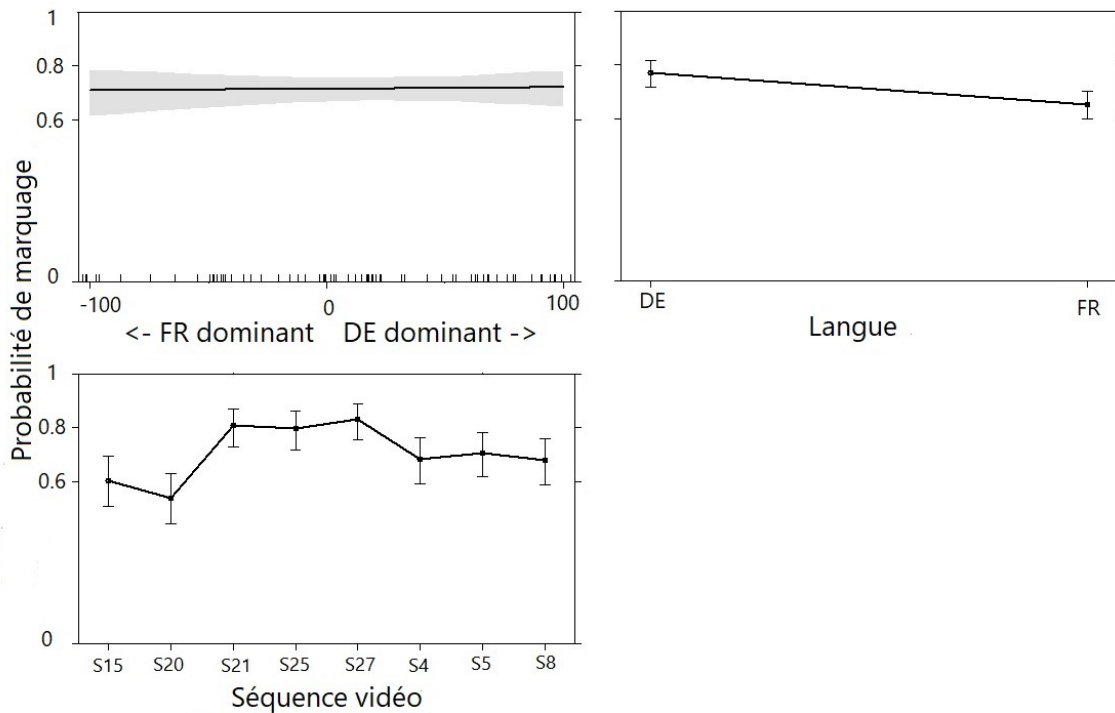 Probabilité de marquage
1
0.8
0.6
0
-100 0 100
<- FR dominant DE dominant ->
DE FR
Langue
1
0.8
0.6
0
S15 S20 S21 S25 S27 S4 S5 S8
Séquence vidéo